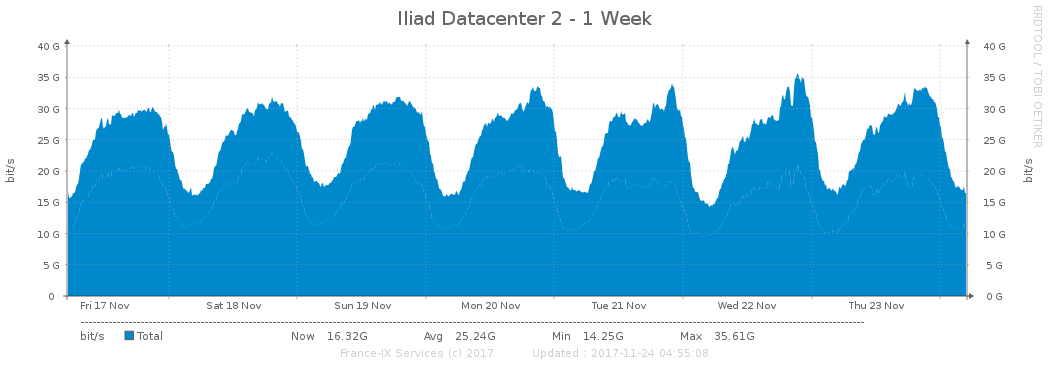 Iliad Datacenter 2 - 1 Week
RRDTOOL / TOBI OETIKER
bit/s
bit/s
40 G 40 G
35 G 35 G
30 G 30 G
25 G 25 G
20 G 20 G
15 G 15 G
10 G 10 G
5 G 5 G
0 0 G
Fri 17 Nov Sat 18 Nov Sun 19 Nov Mon 20 Nov Tue 21 Nov Wed 22 Nov Thu 23 Nov
bit/s Total Now 16.32G Avg 25.24G Min 14.25G Max 35.61G
France-IX Services (c) 2017 Updated : 2017-11-24 04:55:08